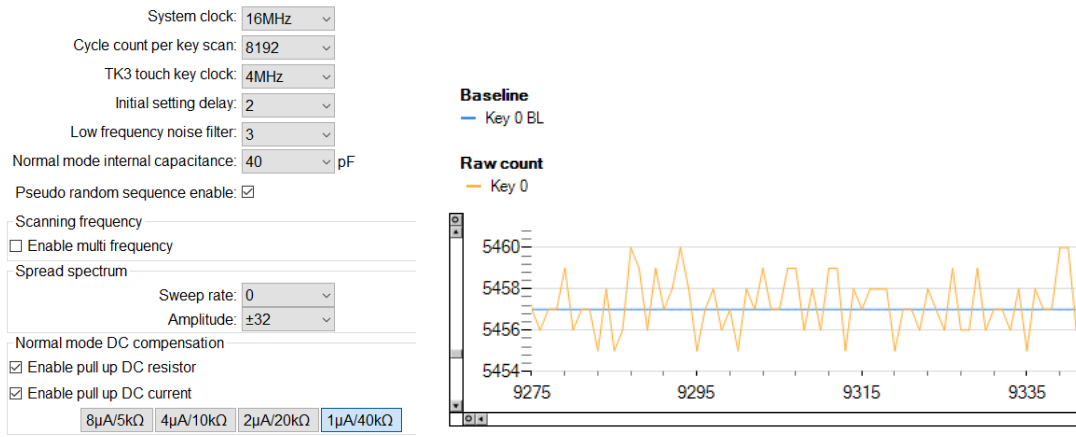 System clock: 16MHz
Cycle count per key scan: 8192
TK3 touch key clock: 4MHz
Initial setting delay: 2
Low frequency noise filter: 3
Normal mode internal capacitance: 40 pF
Pseudo random sequence enable:
Scanning frequency
Enable multi frequency
Spread spectrum
Sweep rate: 0
Amplitude: ±32
Normal mode DC compensation
Enable pull up DC resistor
Enable pull up DC current
8µA/5kΩ 4µA/10kΩ 2µA/20kΩ 1µA/40kΩ
Baseline
Key 0 BL
Raw count
Key 0
5460
5458
5456
5454
9275 9295 9315 9335